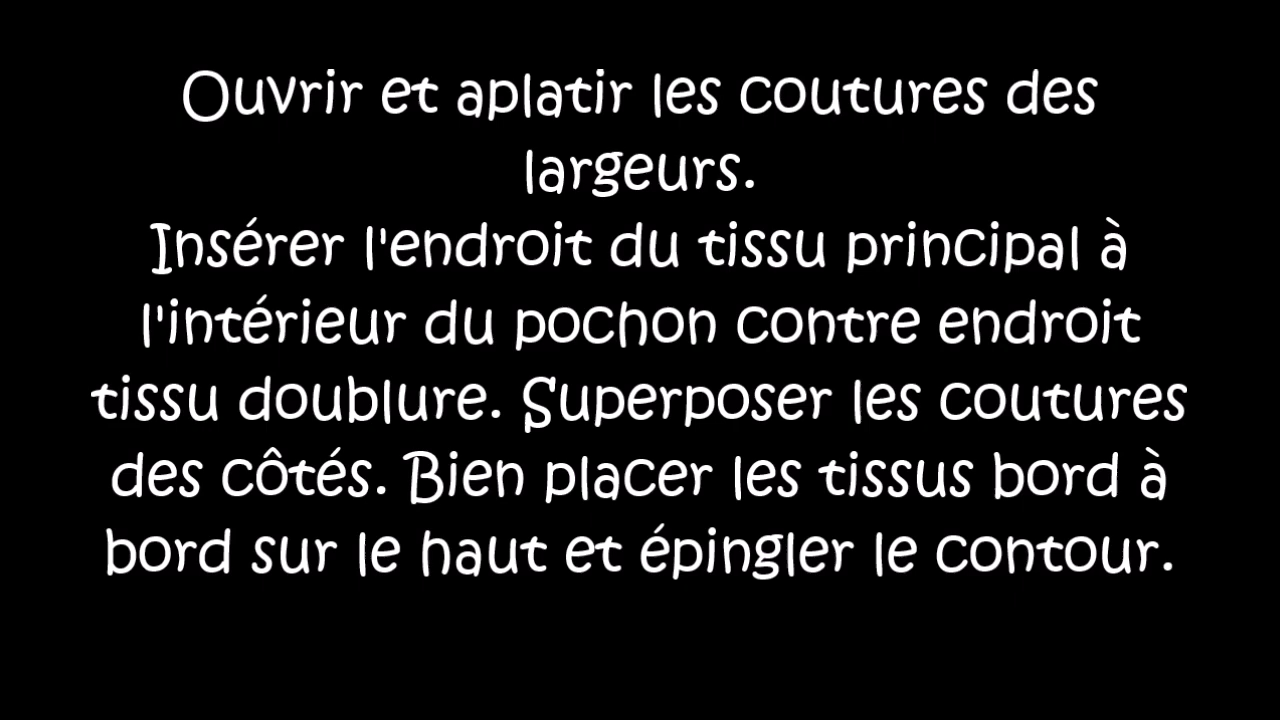 Ouvrir et aplatir les coutures des
largeurs.
Insérer l'endroit du tissu principal à
l'intérieur du pochon contre endroit
tissu doublure. Superposer les coutures
des côtés. Bien placer les tissus bord à
bord sur le haut et épingler le contour.